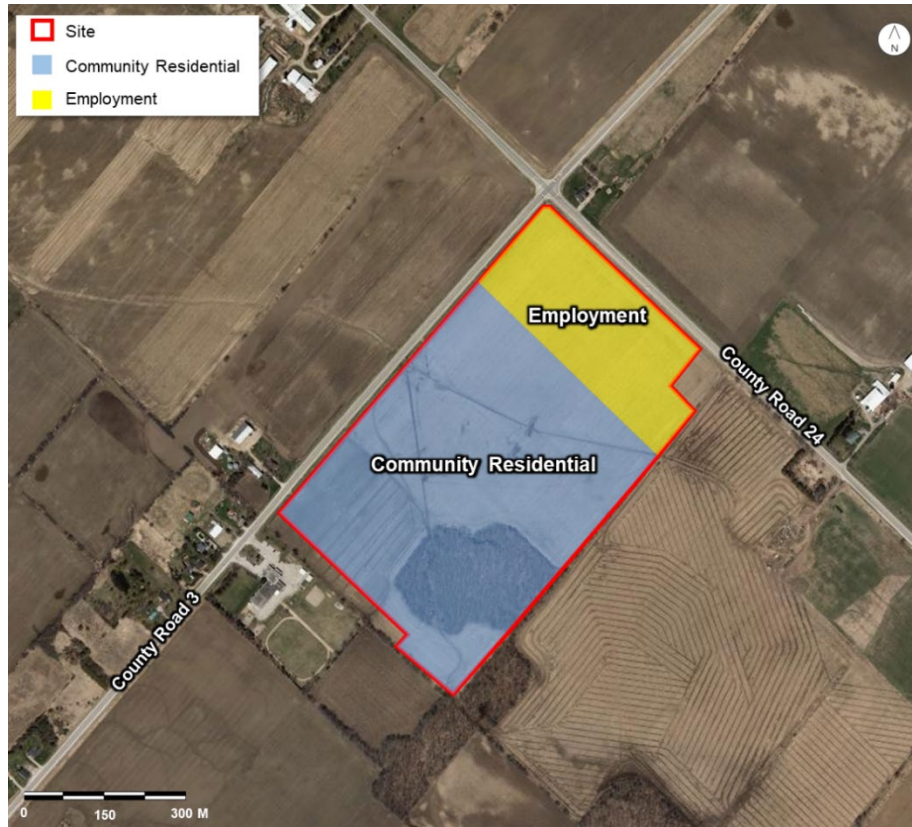 Site
Community Residential
Employment
N
Employment
County Road 24
Community Residential
County Road 3
0 150 300 M